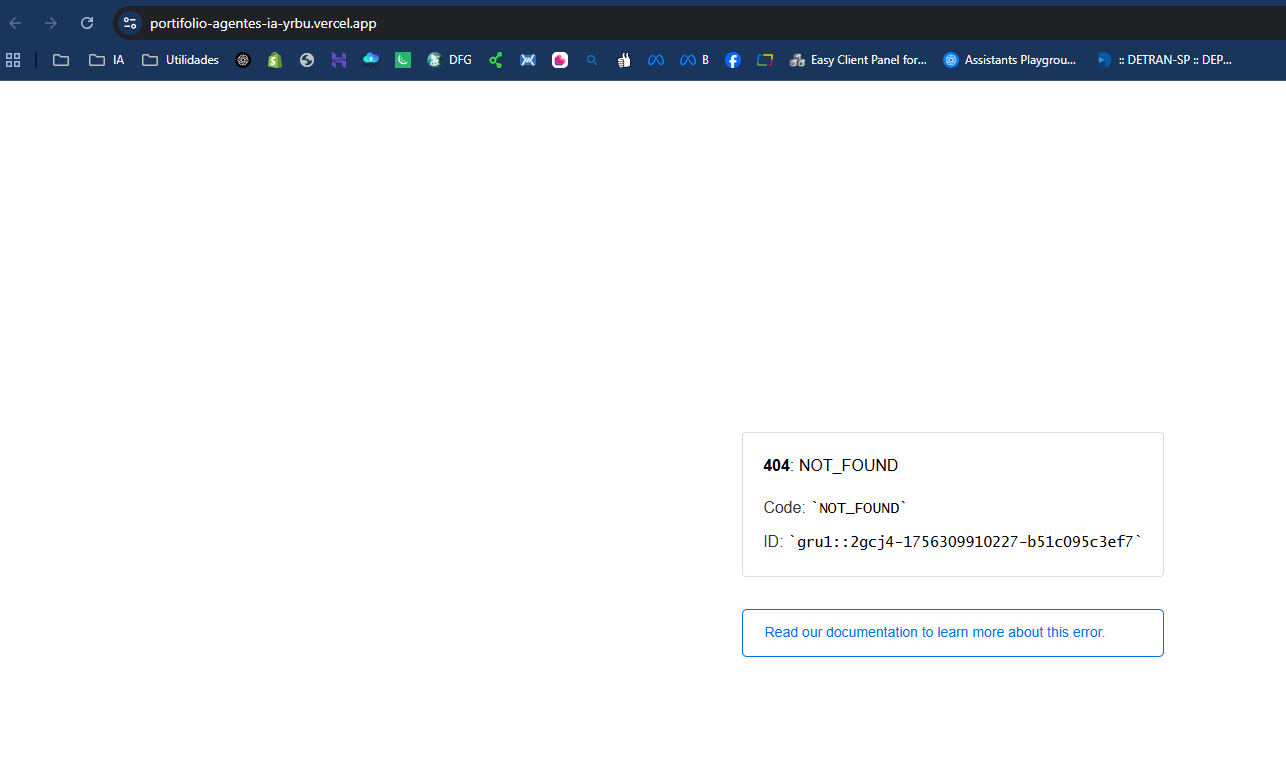 portifolio-agentes-ia-yrbu.vercel.app
IA Utilidades DFG B Easy Client Panel for... Assistants Playgrou... :: DETRAN-SP :: DEP...
404: NOT_FOUND
Code: `NOT_FOUND`
ID: `gru1::2gcj4-1756309910227-b51c095c3ef7`
Read our documentation to learn more about this error.